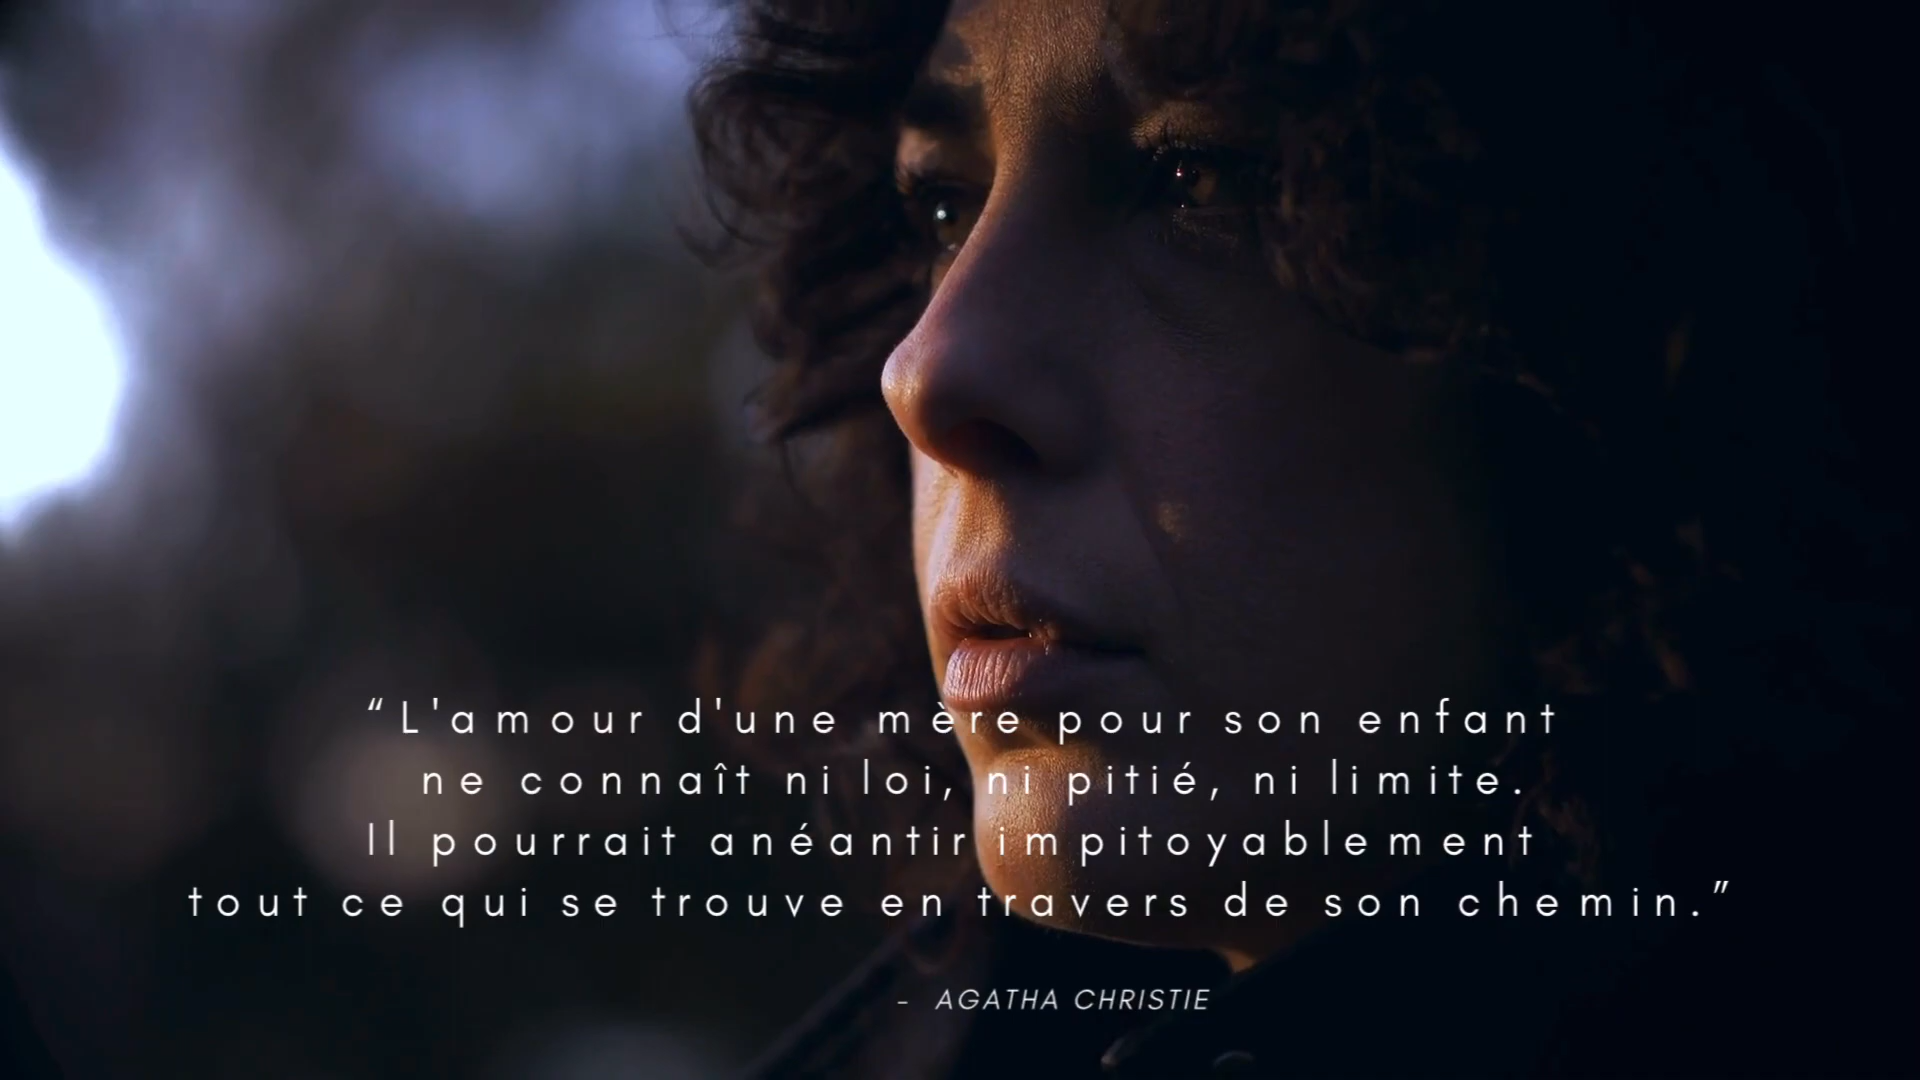 “L'amour d'une mère pour son enfant
ne connaît ni loi, ni pitié, ni limite.
Il pourrait anéantir impitoyablement
tout ce qui se trouve en travers de son chemin.”
- AGATHA CHRISTIE